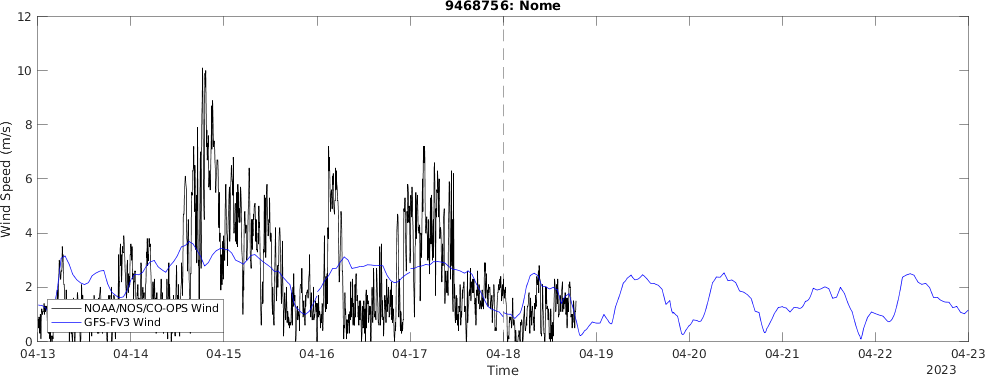 9468756: Nome
12
10
8
6
4
2
0
Wind Speed (m/s)
NOAA/NOS/CO-OPS Wind
GFS-FV3 Wind
04-13 04-14 04-15 04-16 04-17 04-18 04-19 04-20 04-21 04-22 04-23
Time
2023